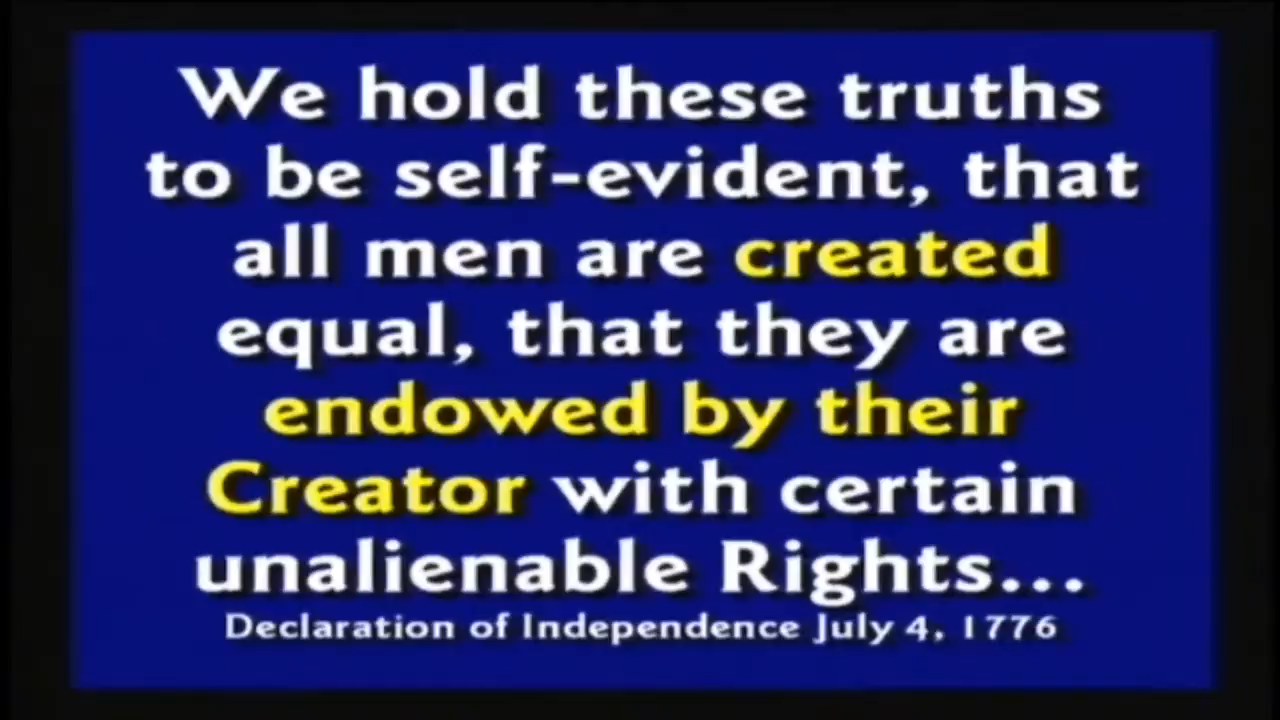 We hold these truths
to be self-evident, that
all men are created
equal, that they are
endowed by their
Creator with certain
unalienable Rights...
Declaration of Independence July 4, 1776